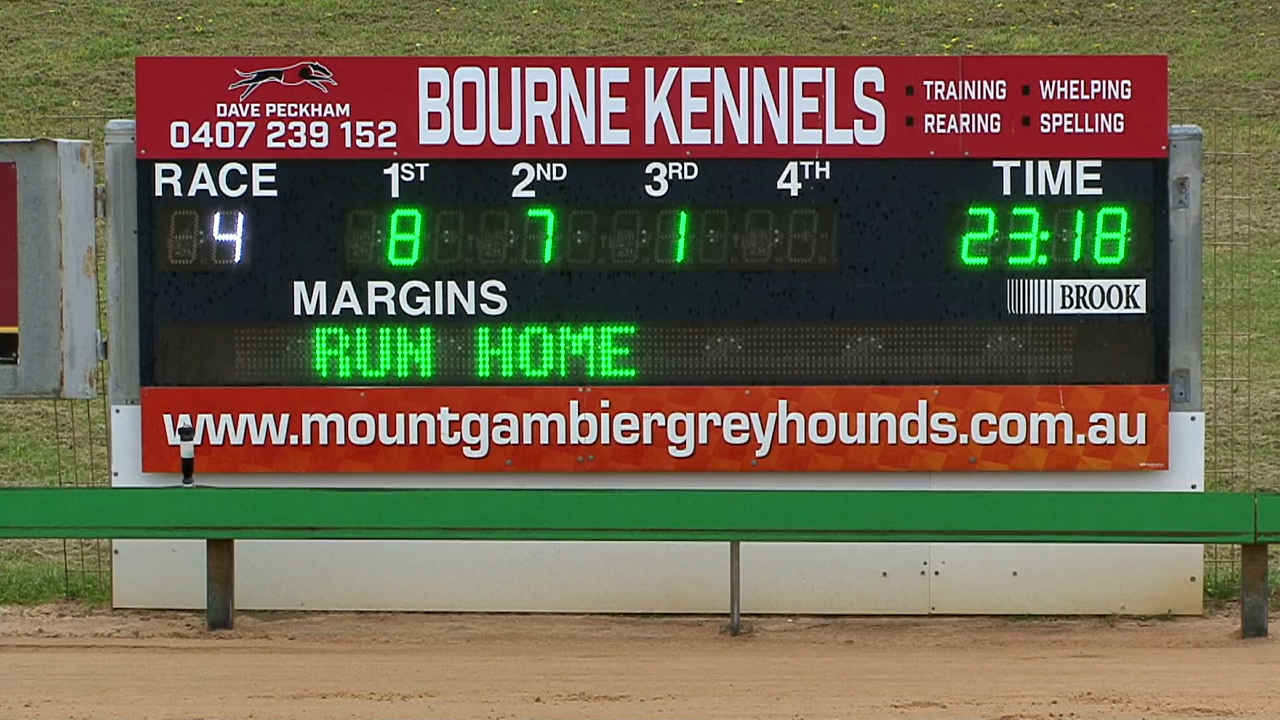 BOURNE KENNELS
DAVE PECKHAM
0407 239 152
TRAINING WHELPING
REARING SPELLING
RACE 1ST 2ND 3RD 4TH TIME
4 8 7 1 23:18
MARGINS
BROOK
RUN HOME
www.mountgambiergreyhounds.com.au